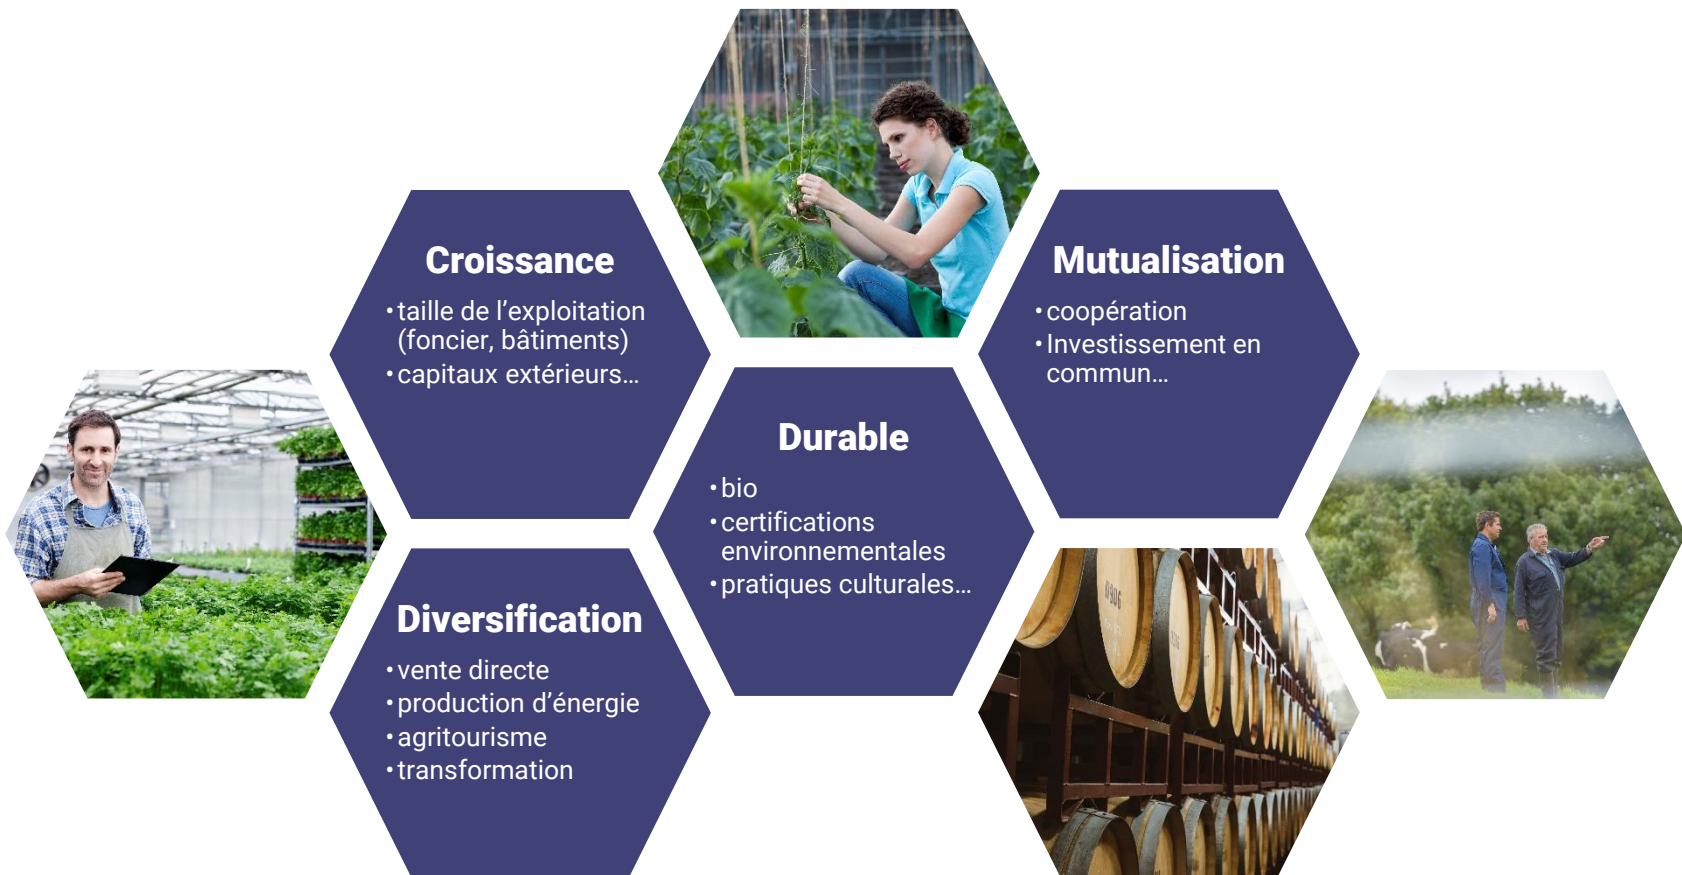 Croissance
•taille de l’exploitation
(foncier, bâtiments)
•capitaux extérieurs…
Mutualisation
•coopération
•Investissement en
commun…
Durable
•bio
•certifications
environnementales
•pratiques culturales…
Diversification
•vente directe
•production d’énergie
•agritourisme
•transformation